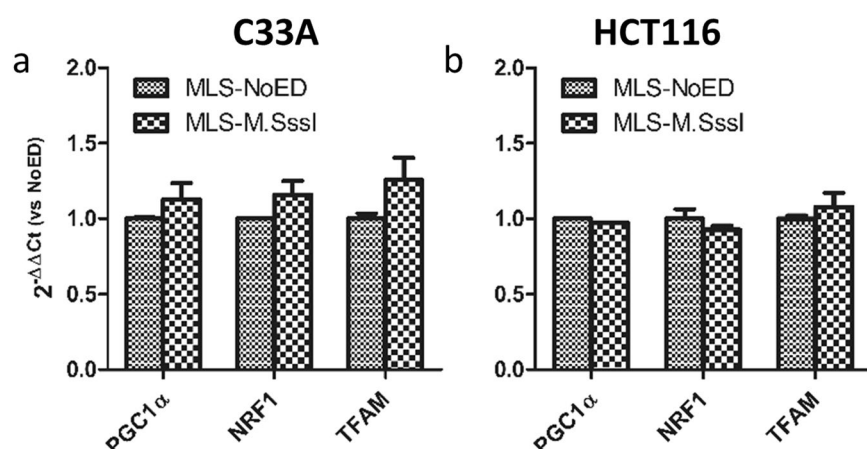 C33A
HCT116
a
2.0
1.5
1.0
0.5
0.0
2-ΔΔCt (vs NoED)
MLS-NoED
MLS-M.SssI
PGC1α
NRF1
TFAM
b
2.0
1.5
1.0
0.5
0.0
MLS-NoED
MLS-M.SssI
PGC1α
NRF1
TFAM